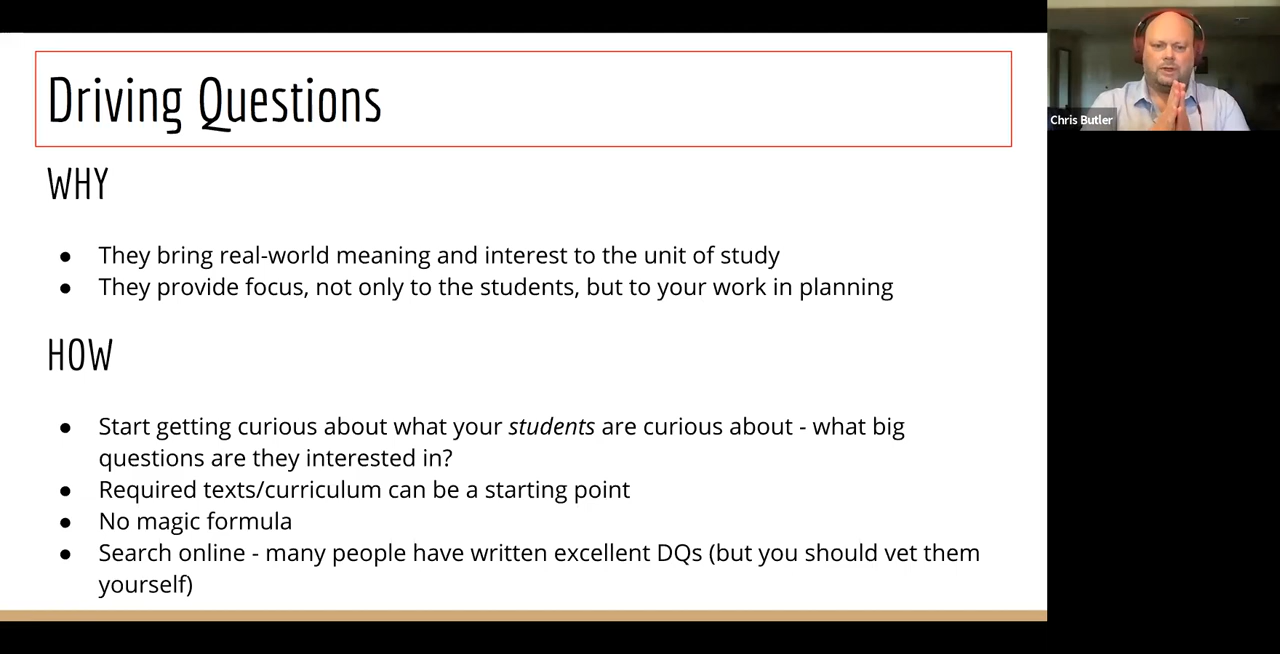 Driving Questions
WHY
● They bring real-world meaning and interest to the unit of study
● They provide focus, not only to the students, but to your work in planning
HOW
● Start getting curious about what your students are curious about - what big
questions are they interested in?
● Required texts/curriculum can be a starting point
● No magic formula
● Search online - many people have written excellent DQs (but you should vet them
yourself)
Chris Butler